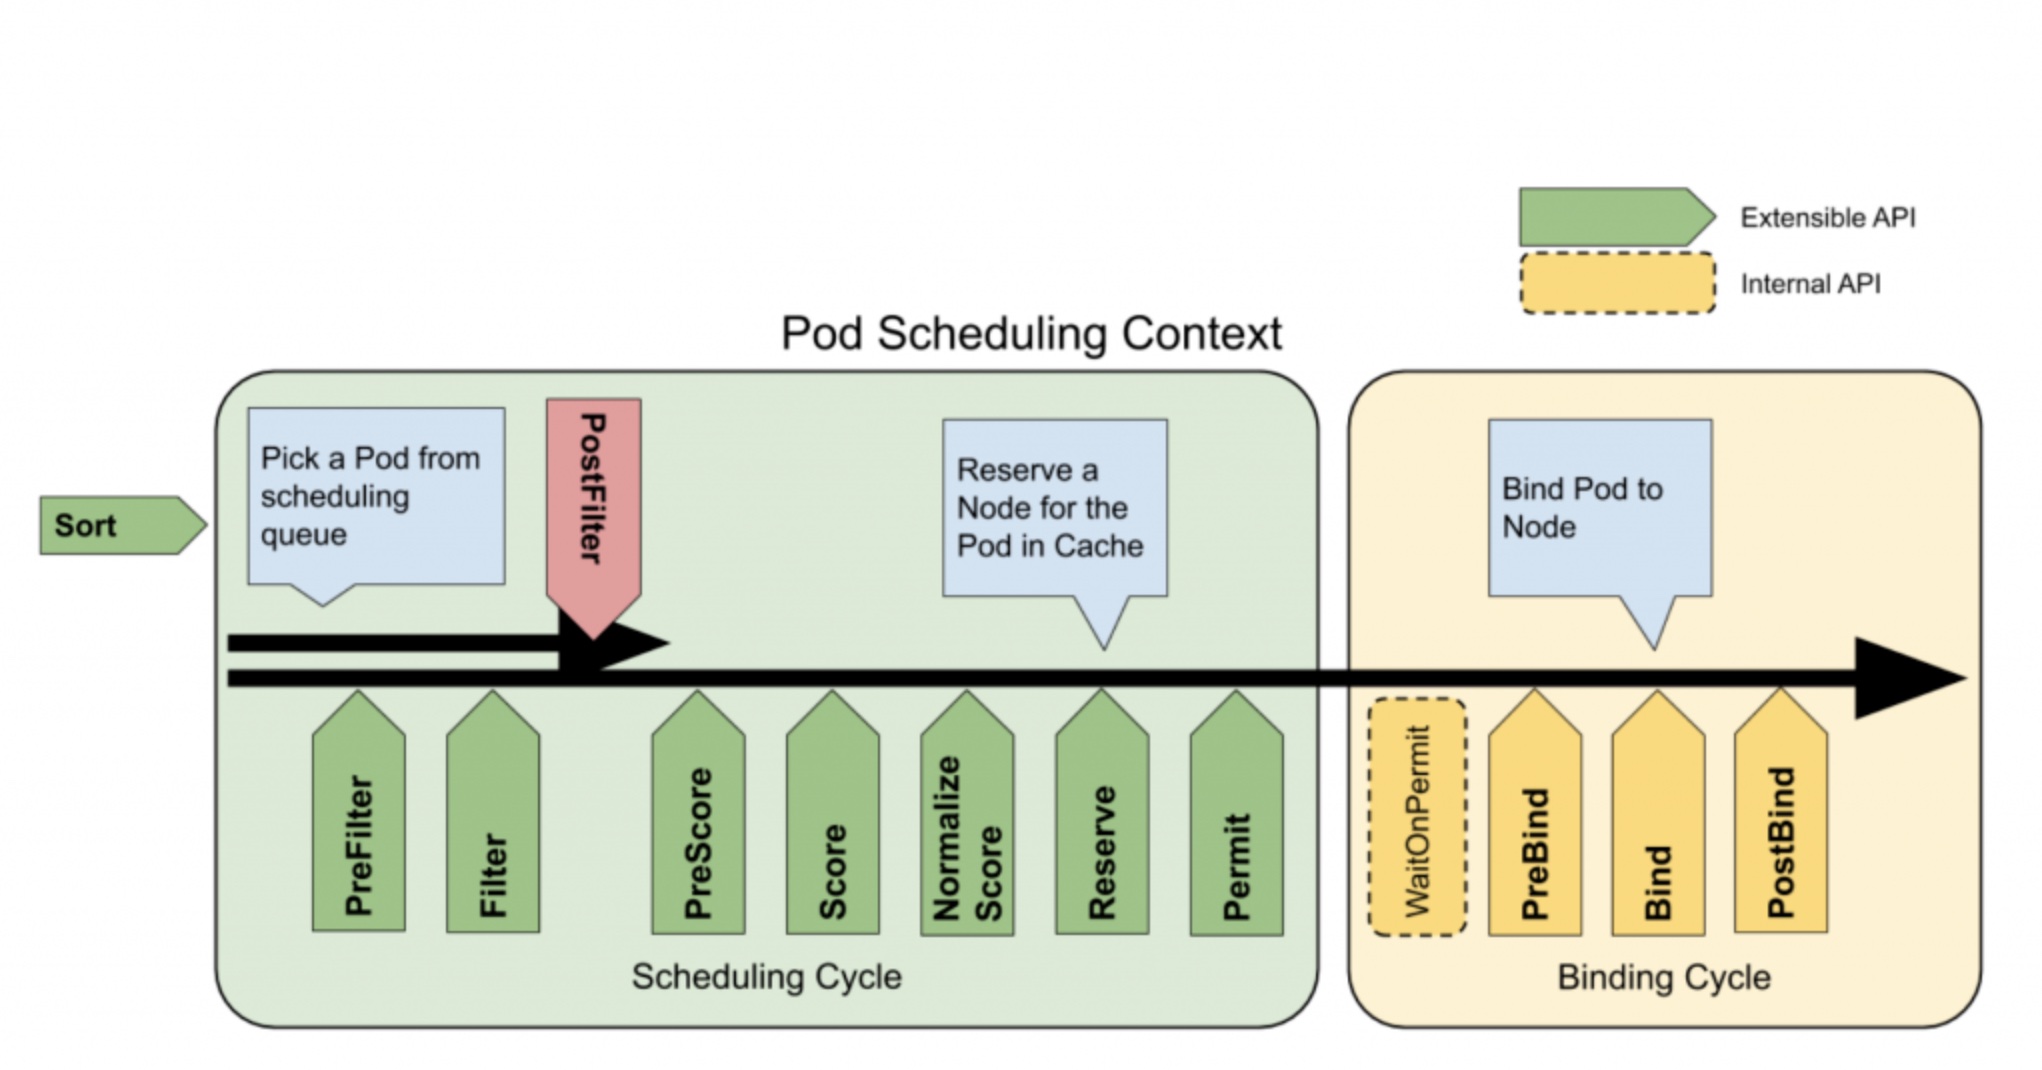 Extensible API
Internal API
Pod Scheduling Context
Sort
Pick a Pod from
scheduling
queue
PostFilter
Reserve a
Node for the
Pod in Cache
Bind Pod to
Node
PreFilter
Filter
PreScore
Score
Normalize
Score
Reserve
Permit
WaitOnPermit
PreBind
Bind
PostBind
Scheduling Cycle
Binding Cycle